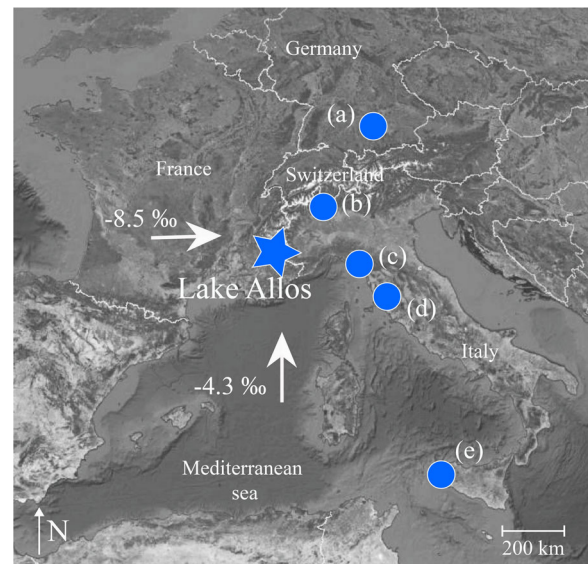 Germany
(a)
France
Switzerland
(b)
-8.5 ‰
(c)
Lake Allos
(d)
Italy
-4.3 ‰
(e)
Mediterranean
sea
N
200 km